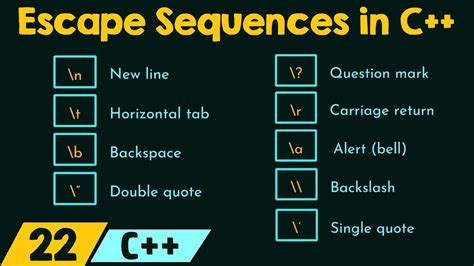 Escape Sequences in C++
\n New line
\t Horizontal tab
\b Backspace
\" Double quote
\? Question mark
\r Carriage return
\a Alert (bell)
\\ Backslash
\' Single quote
22 C++